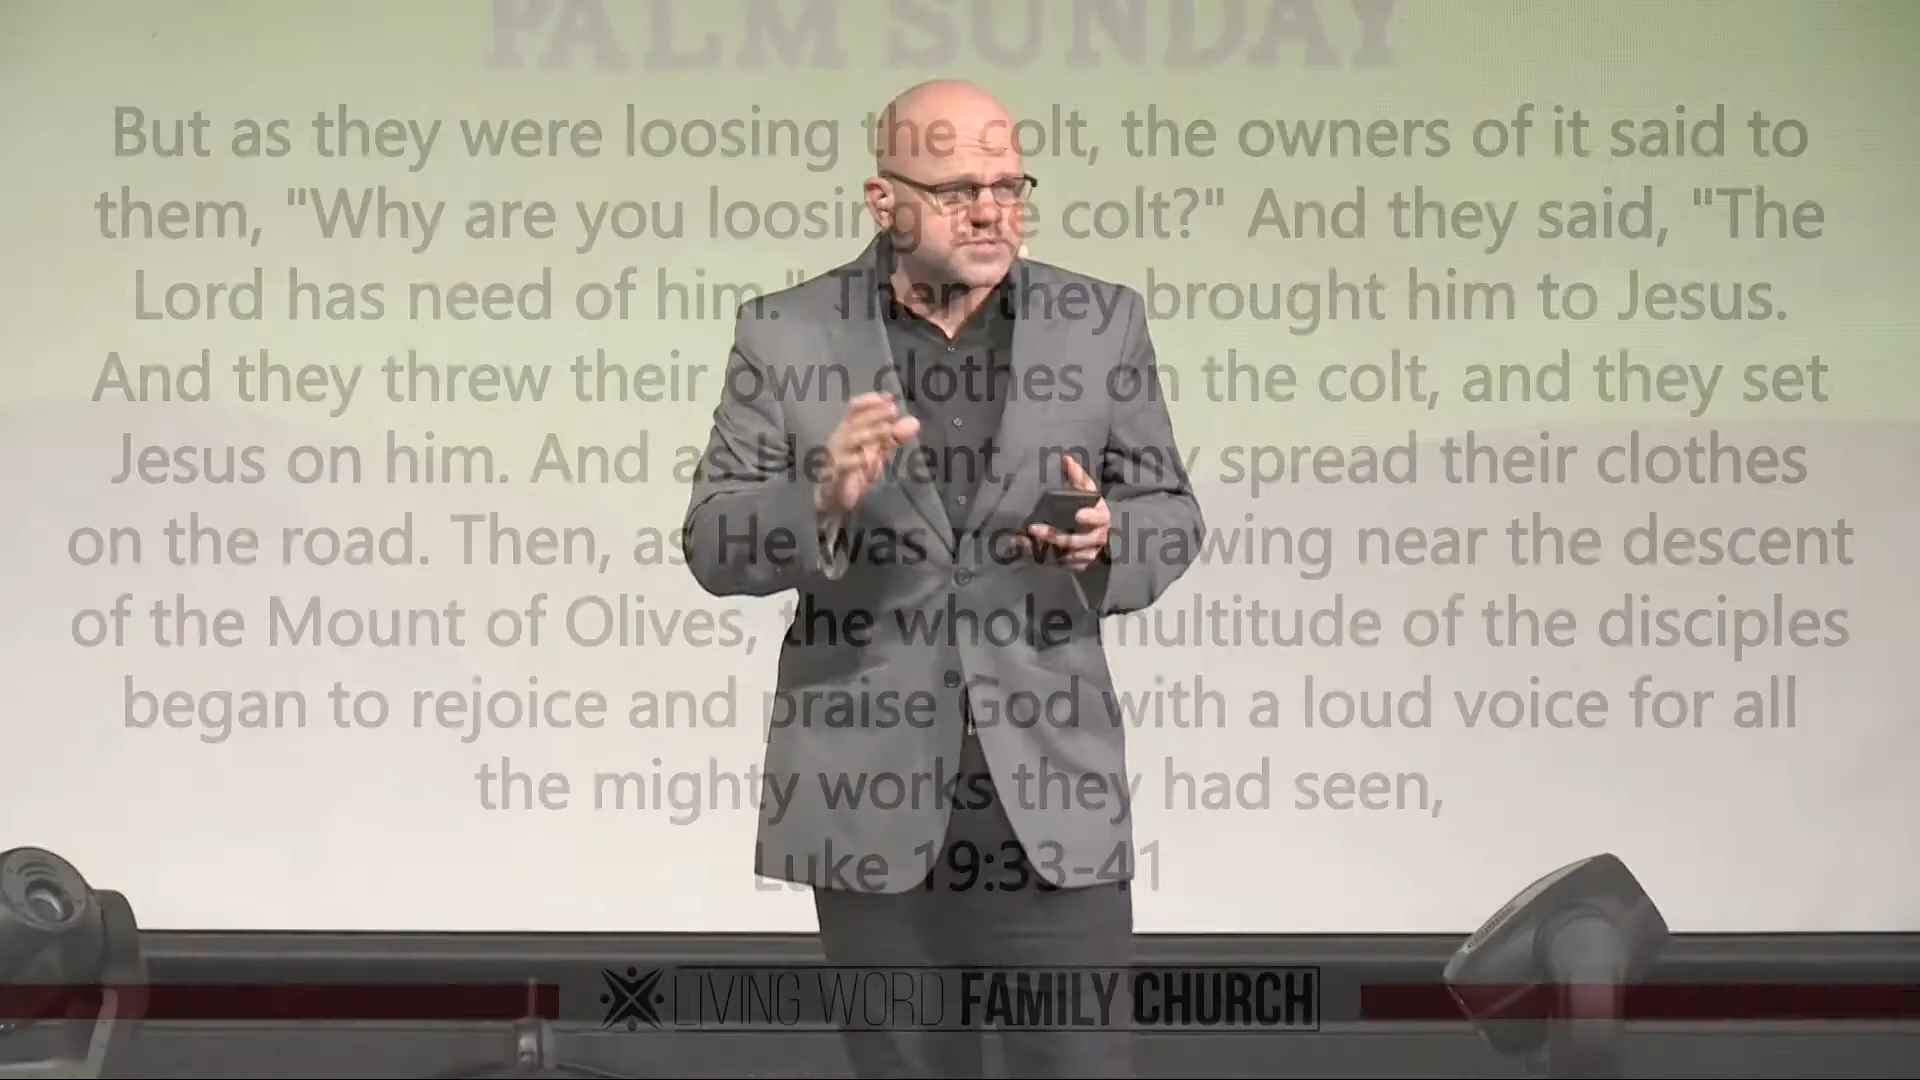 PALM SUNDAY
But as they were loosing the colt, the owners of it said to
them, "Why are you loosing the colt?" And they said, "The
Lord has need of him." Then they brought him to Jesus.
And they threw their own clothes on the colt, and they set
Jesus on him. And as He went, many spread their clothes
on the road. Then, as He was now drawing near the descent
of the Mount of Olives, the whole multitude of the disciples
began to rejoice and praise God with a loud voice for all
the mighty works they had seen,
Luke 19:33-41
LIVING WORD FAMILY CHURCH